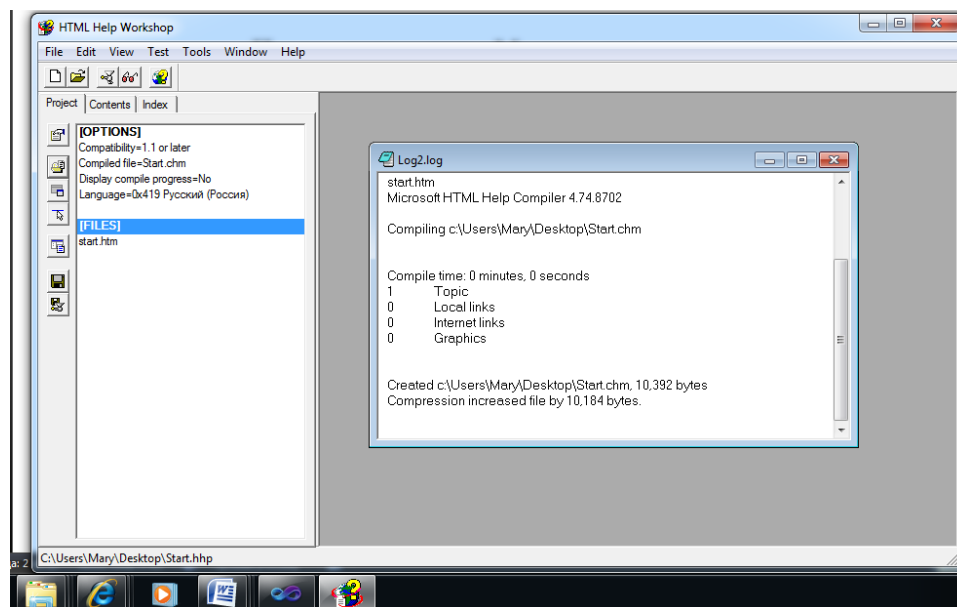 HTML Help Workshop
File Edit View Test Tools Window Help
Project Contents Index
[OPTIONS]
Compatibility=1.1 or later
Compiled file=Start.chm
Display compile progress=No
Language=0x419 Русский (Россия)
[FILES]
start.htm
Log2.log
start.htm
Microsoft HTML Help Compiler 4.74.8702
Compiling c:\Users\Mary\Desktop\Start.chm
Compile time: 0 minutes, 0 seconds
1 Topic
0 Local links
0 Internet links
0 Graphics
Created c:\Users\Mary\Desktop\Start.chm, 10,392 bytes
Compression increased file by 10,184 bytes.
C:\Users\Mary\Desktop\Start.hhp